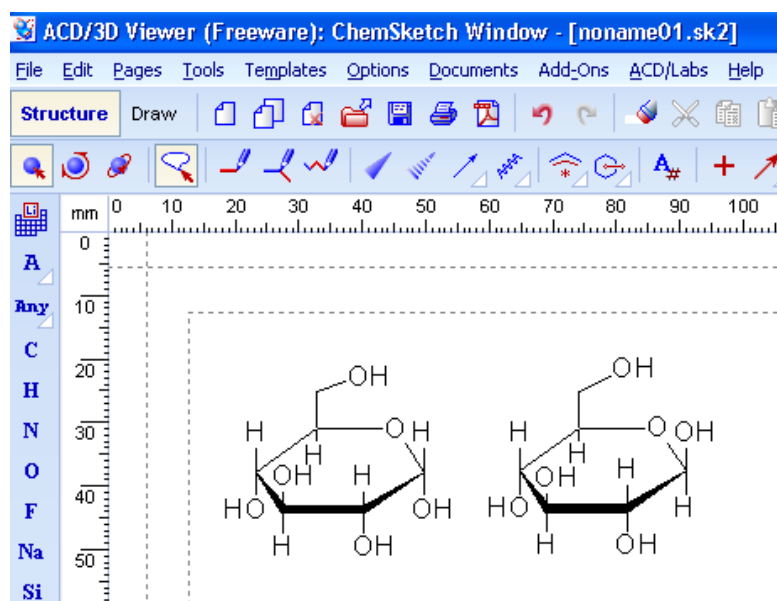 ACD/3D Viewer (Freeware): ChemSketch Window - [noname01.sk2]
File Edit Pages Tools Templates Options Documents Add-Ons ACD/Labs Help
Structure Draw
A#
Li
mm 0 10 20 30 40 50 60 70 80 90 100
0
A
Any
10
C
20
H
N
30
O
40
F
Na
50
Si
OH OH
H O H H O OH
H H
OH H OH H
HO OH HO H
H OH H OH